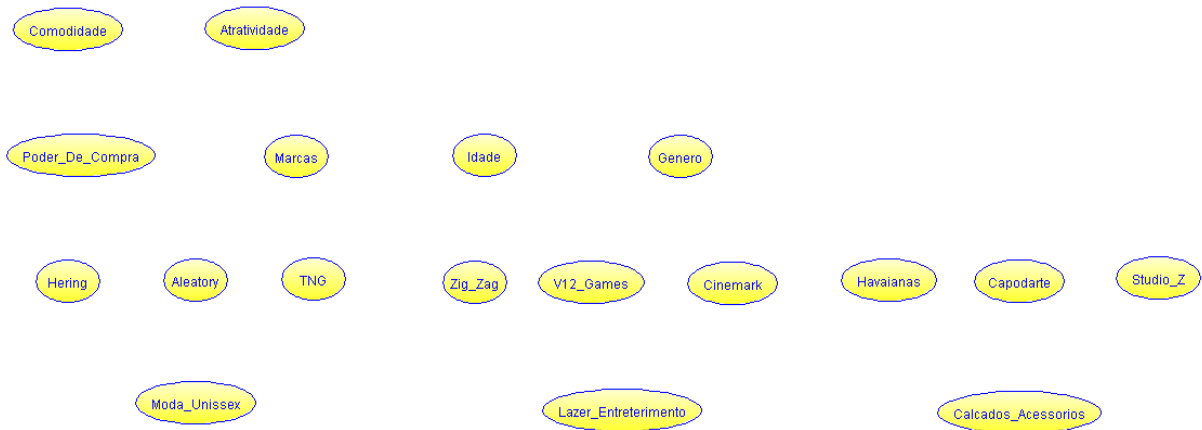 Comodidade Atratividade
Poder_De_Compra Marcas Idade Genero
Hering Aleatory TNG Zig_Zag V12_Games Cinemark Havaianas Capodarte Studio_Z
Moda_Unissex Lazer_Entreterimento Calcados_Acessorios